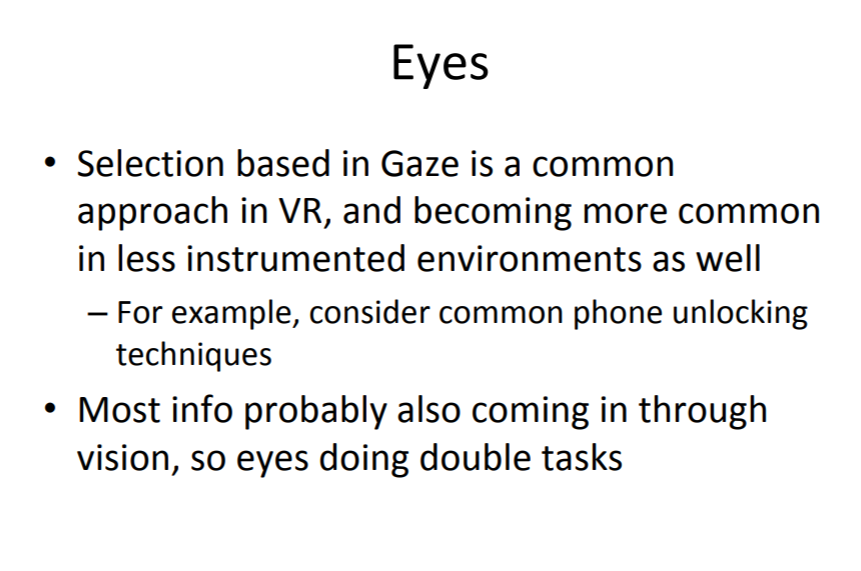 Eyes
• Selection based in Gaze is a common
approach in VR, and becoming more common
in less instrumented environments as well
– For example, consider common phone unlocking
techniques
• Most info probably also coming in through
vision, so eyes doing double tasks